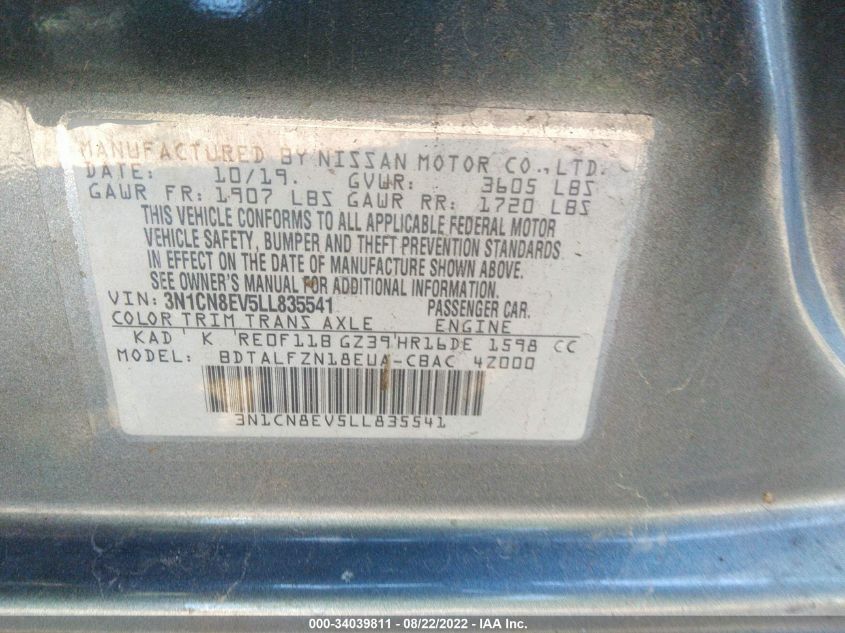 MANUFACTURED BY NISSAN MOTOR CO., LTD.
DATE: 10/19. GVWR: 3605 LBS
GAWR FR: 1907 LBS GAWR RR: 1720 LBS
THIS VEHICLE CONFORMS TO ALL APPLICABLE FEDERAL MOTOR
VEHICLE SAFETY, BUMPER AND THEFT PREVENTION STANDARDS
IN EFFECT ON THE DATE OF MANUFACTURE SHOWN ABOVE.
SEE OWNER'S MANUAL FOR ADDITIONAL INFORMATION.
VIN: 3N1CN8EV5LL835541 PASSENGER CAR.
COLOR TRIM TRANS AXLE ENGINE
KAD ' K 'RE0F11B GZ39'HR16DE 1598 CC
MODEL: BDTALFZN18EUA-CBAC 4Z000
3N1CN8EV5LL835541
000-34039811 - 08/22/2022 - IAA Inc.